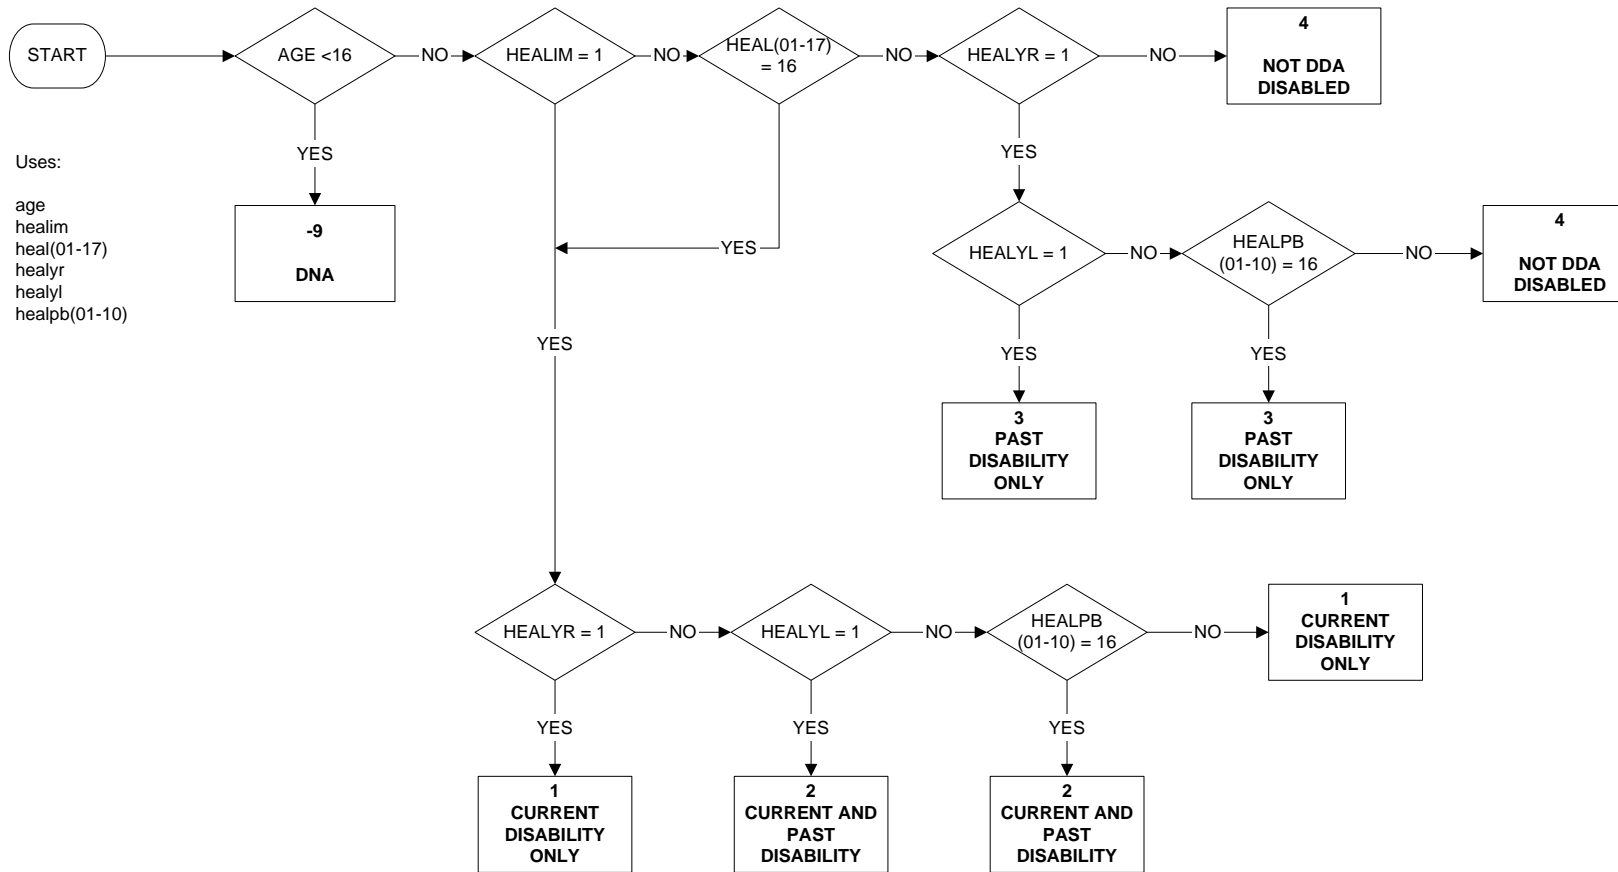 START
AGE <16
NO
HEALIM = 1
NO
HEAL(01-17)
= 16
NO
HEALYR = 1
NO
4
NOT DDA
DISABLED
YES
YES
Uses:
age
healim
heal(01-17)
healyr
healyl
healpb(01-10)
-9
DNA
YES
HEALYL = 1
NO
HEALPB
(01-10) = 16
NO
4
NOT DDA
DISABLED
YES
YES
YES
3
PAST
DISABILITY
ONLY
3
PAST
DISABILITY
ONLY
HEALYR = 1
NO
HEALYL = 1
NO
HEALPB
(01-10) = 16
NO
1
CURRENT
DISABILITY
ONLY
YES
YES
YES
1
CURRENT
DISABILITY
ONLY
2
CURRENT AND
PAST
DISABILITY
2
CURRENT AND
PAST
DISABILITY